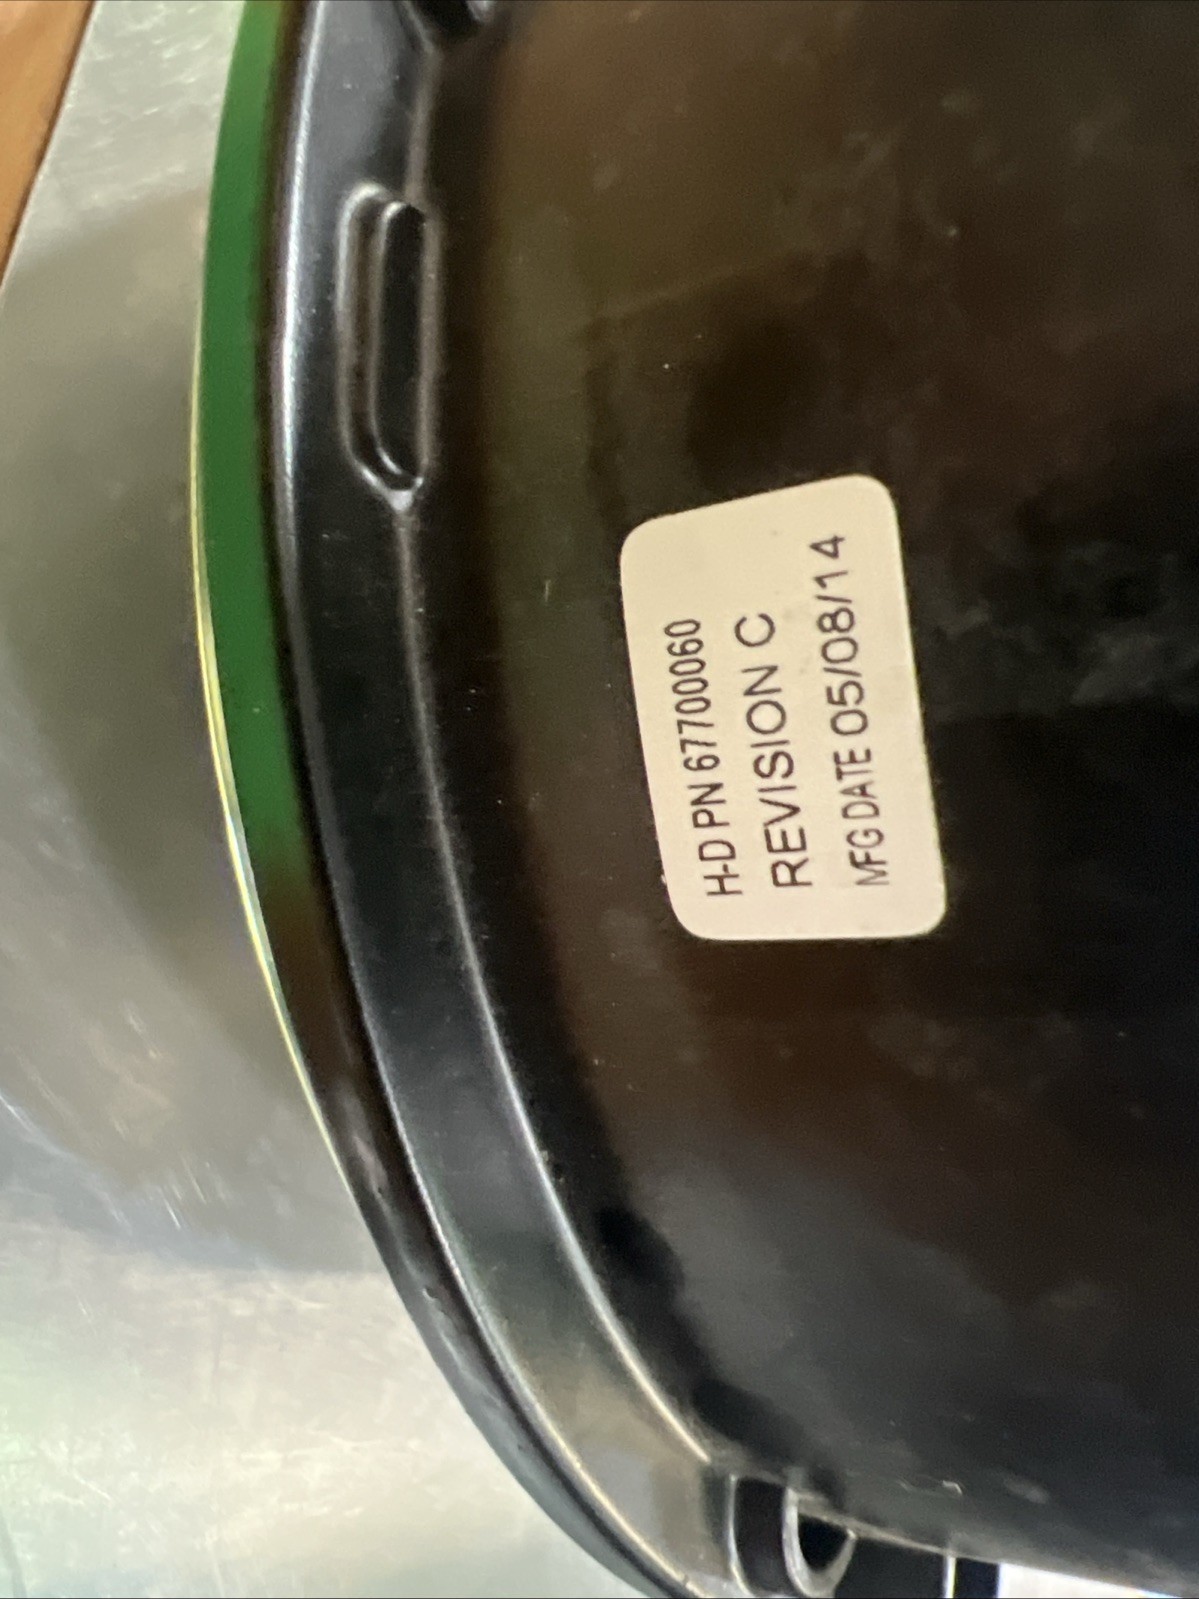 H-D PN 67700060
REVISION C
MFG DATE 05/08/14